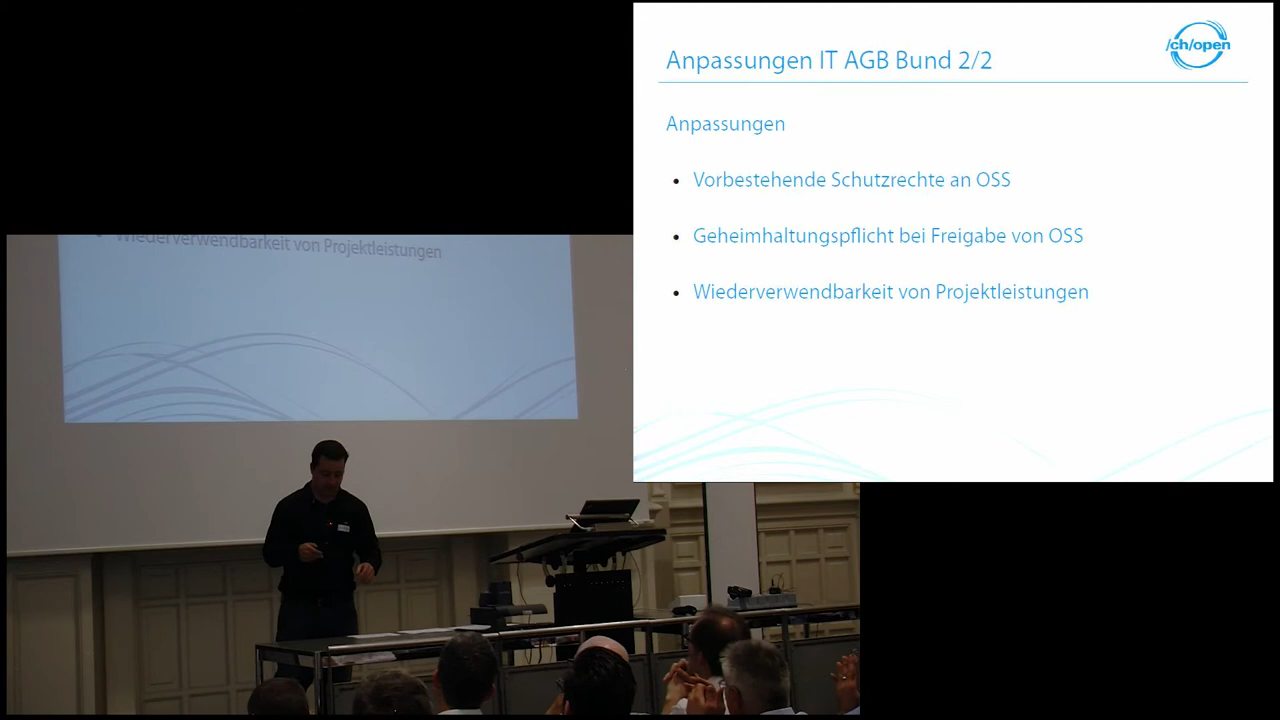 /ch/open
Anpassungen IT AGB Bund 2/2
Anpassungen
• Vorbestehende Schutzrechte an OSS
• Geheimhaltungspflicht bei Freigabe von OSS
• Wiederverwendbarkeit von Projektleistungen
Wiederverwendbarkeit von Projektleistungen